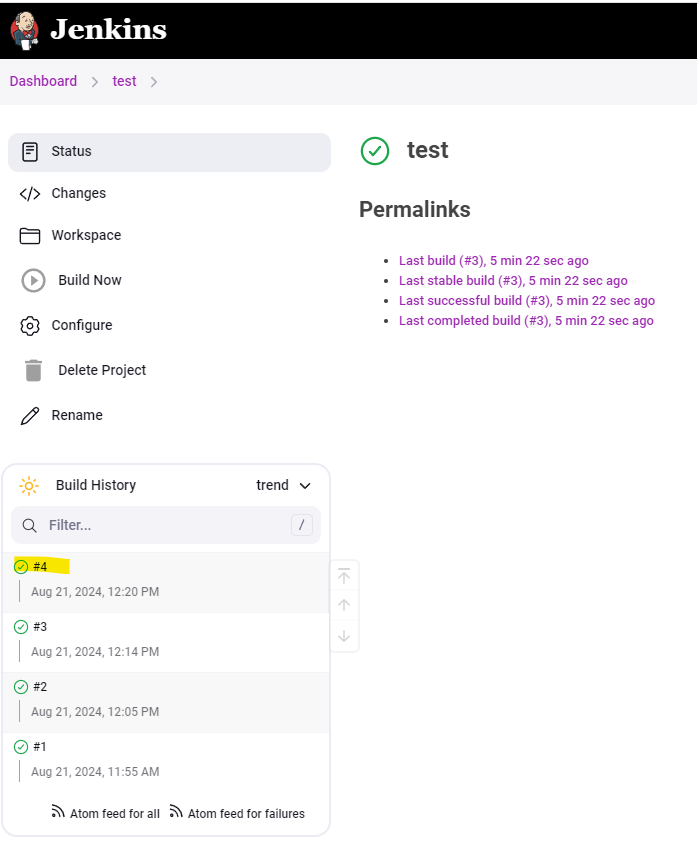 Jenkins
Dashboard > test >
Status
Changes
Workspace
Build Now
Configure
Delete Project
Rename
test
Permalinks
• Last build (#3), 5 min 22 sec ago
• Last stable build (#3), 5 min 22 sec ago
• Last successful build (#3), 5 min 22 sec ago
• Last completed build (#3), 5 min 22 sec ago
Build History trend
Filter... /
#4
Aug 21, 2024, 12:20 PM
#3
Aug 21, 2024, 12:14 PM
#2
Aug 21, 2024, 12:05 PM
#1
Aug 21, 2024, 11:55 AM
Atom feed for all Atom feed for failures